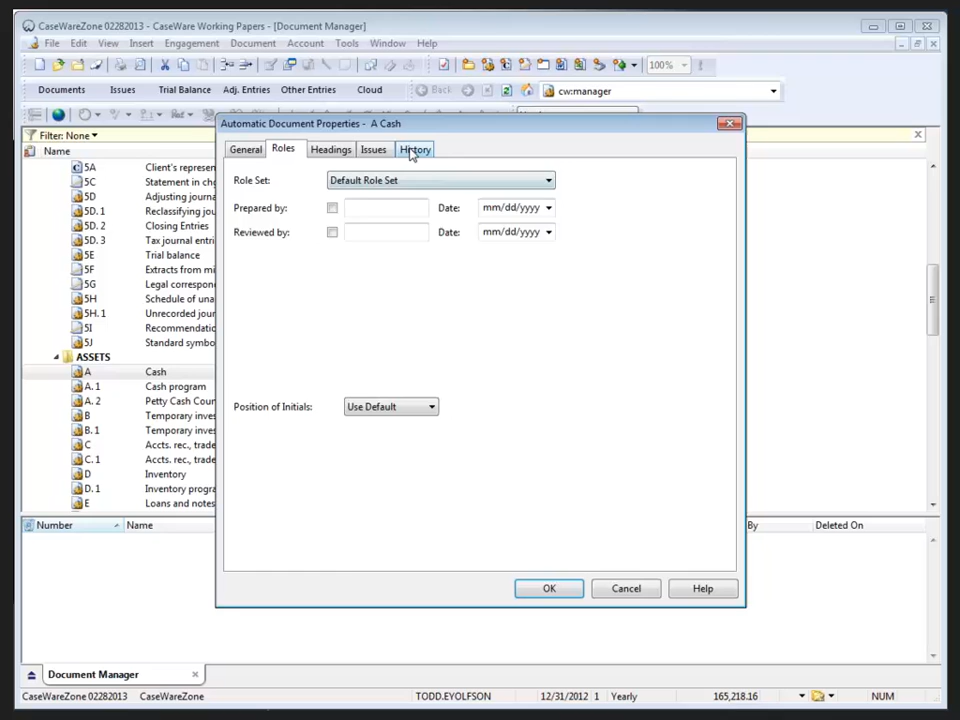 CaseWareZone 02282013 - CaseWare Working Papers - [Document Manager]
File Edit View Insert Engagement Document Account Tools Window Help
100%
Documents Issues Trial Balance Adj. Entries Other Entries Cloud Back cw:manager
Filter: None
Name
5A Client's represen
5C Statement in ch
5D Adjusting journa
5D. 1 Reclassifying jou
5D. 2 Closing Entries
5D. 3 Tax journal entri
5E Trial balance
5F Extracts from mi
5G Legal correspon
5H Schedule of una
5H. 1 Unrecorded jour
5I Recommendatio
5J Standard symbo
ASSETS
A Cash
A. 1 Cash program
A. 2 Petty Cash Coun
B Temporary inves
B. 1 Temporary inves
C Accts. rec., trade
C. 1 Accts. rec., trade
D Inventory
D. 1 Inventory progra
E Loans and notes
Automatic Document Properties - A Cash
General Roles Headings Issues History
Role Set: Default Role Set
Prepared by: Date: mm/dd/yyyy
Reviewed by: Date: mm/dd/yyyy
Position of Initials: Use Default
OK Cancel Help
Number Name By Deleted On
Document Manager
CaseWareZone 02282013 CaseWareZone TODD.EYOLFSON 12/31/2012 1 Yearly 165,218.16 NUM